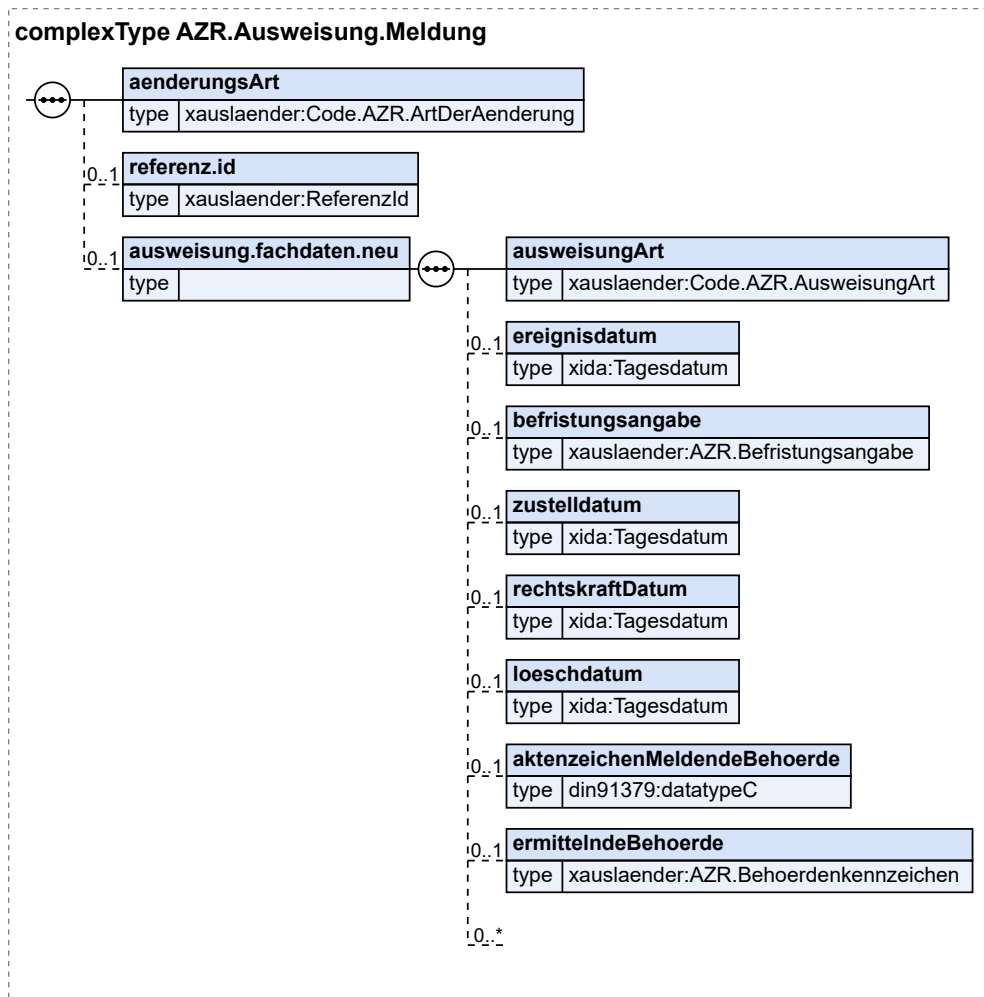 complexType AZR.Ausweisung.Meldung
aenderungsArt
type xauslaender:Code.AZR.ArtDerAenderung
0..1 referenz.id
type xauslaender:ReferenzId
0..1 ausweisung.fachdaten.neu
type
ausweisungArt
type xauslaender:Code.AZR.AusweisungArt
0..1 ereignisdatum
type xida:Tagesdatum
0..1 befristungsangabe
type xauslaender:AZR.Befristungsangabe
0..1 zustelldatum
type xida:Tagesdatum
0..1 rechtskraftDatum
type xida:Tagesdatum
0..1 loeschdatum
type xida:Tagesdatum
0..1 aktenzeichenMeldendeBehoerde
type din91379:datatypeC
0..1 ermittelndeBehoerde
type xauslaender:AZR.Behoerdenkennzeichen
0..*